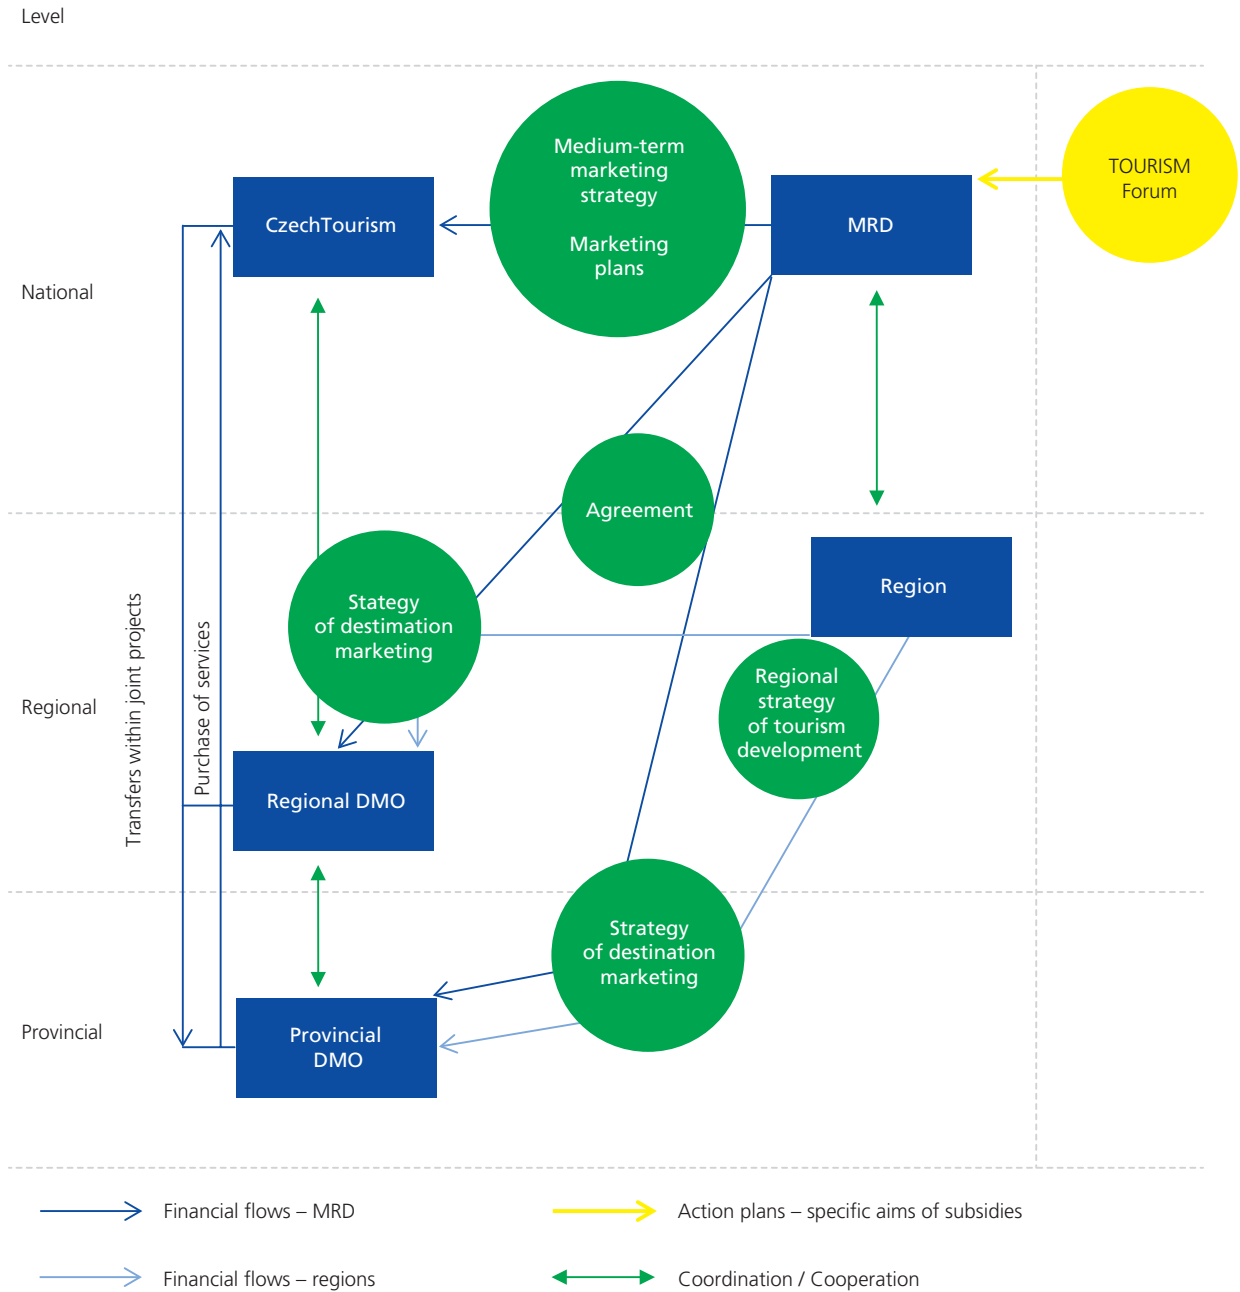 Level
Medium-term
marketing
strategy
Marketing
plans
TOURISM
Forum
CzechTourism
MRD
National
Agreement
Region
Stategy
of destimation
marketing
Transfers within joint projects
Purchase of services
Regional
strategy
of tourism
development
Regional
Regional DMO
Strategy
of destination
marketing
Provincial
Provincial
DMO
Financial flows – MRD
Action plans – specific aims of subsidies
Financial flows – regions
Coordination / Cooperation